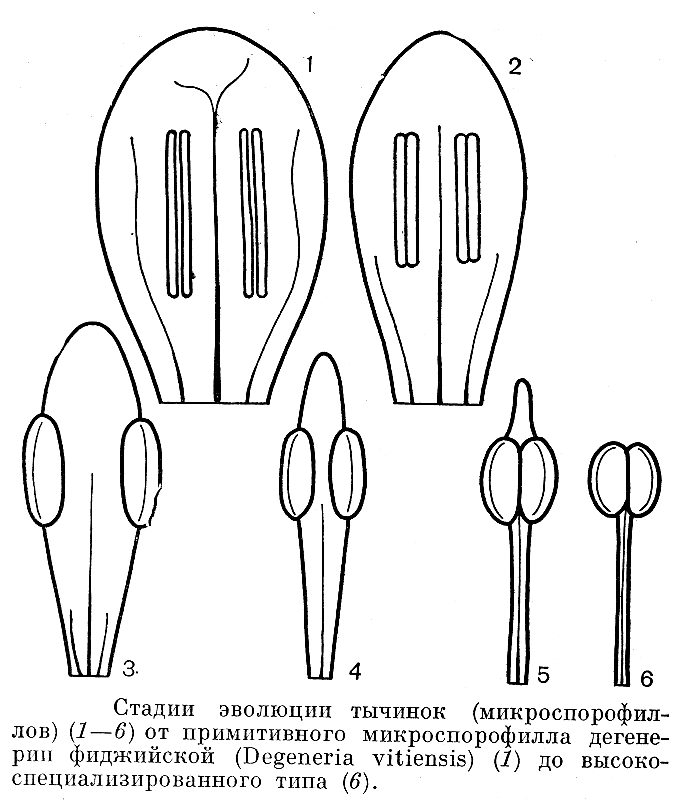 1
2
3.
4
5
6
Стадии эволюции тычинок (микроспорофил-
лов) (1—6) от примитивного микроспорофилла дегене-
рии фиджийской (Degeneria vitiensis) (1) до высоко-
специализированного типа (6).